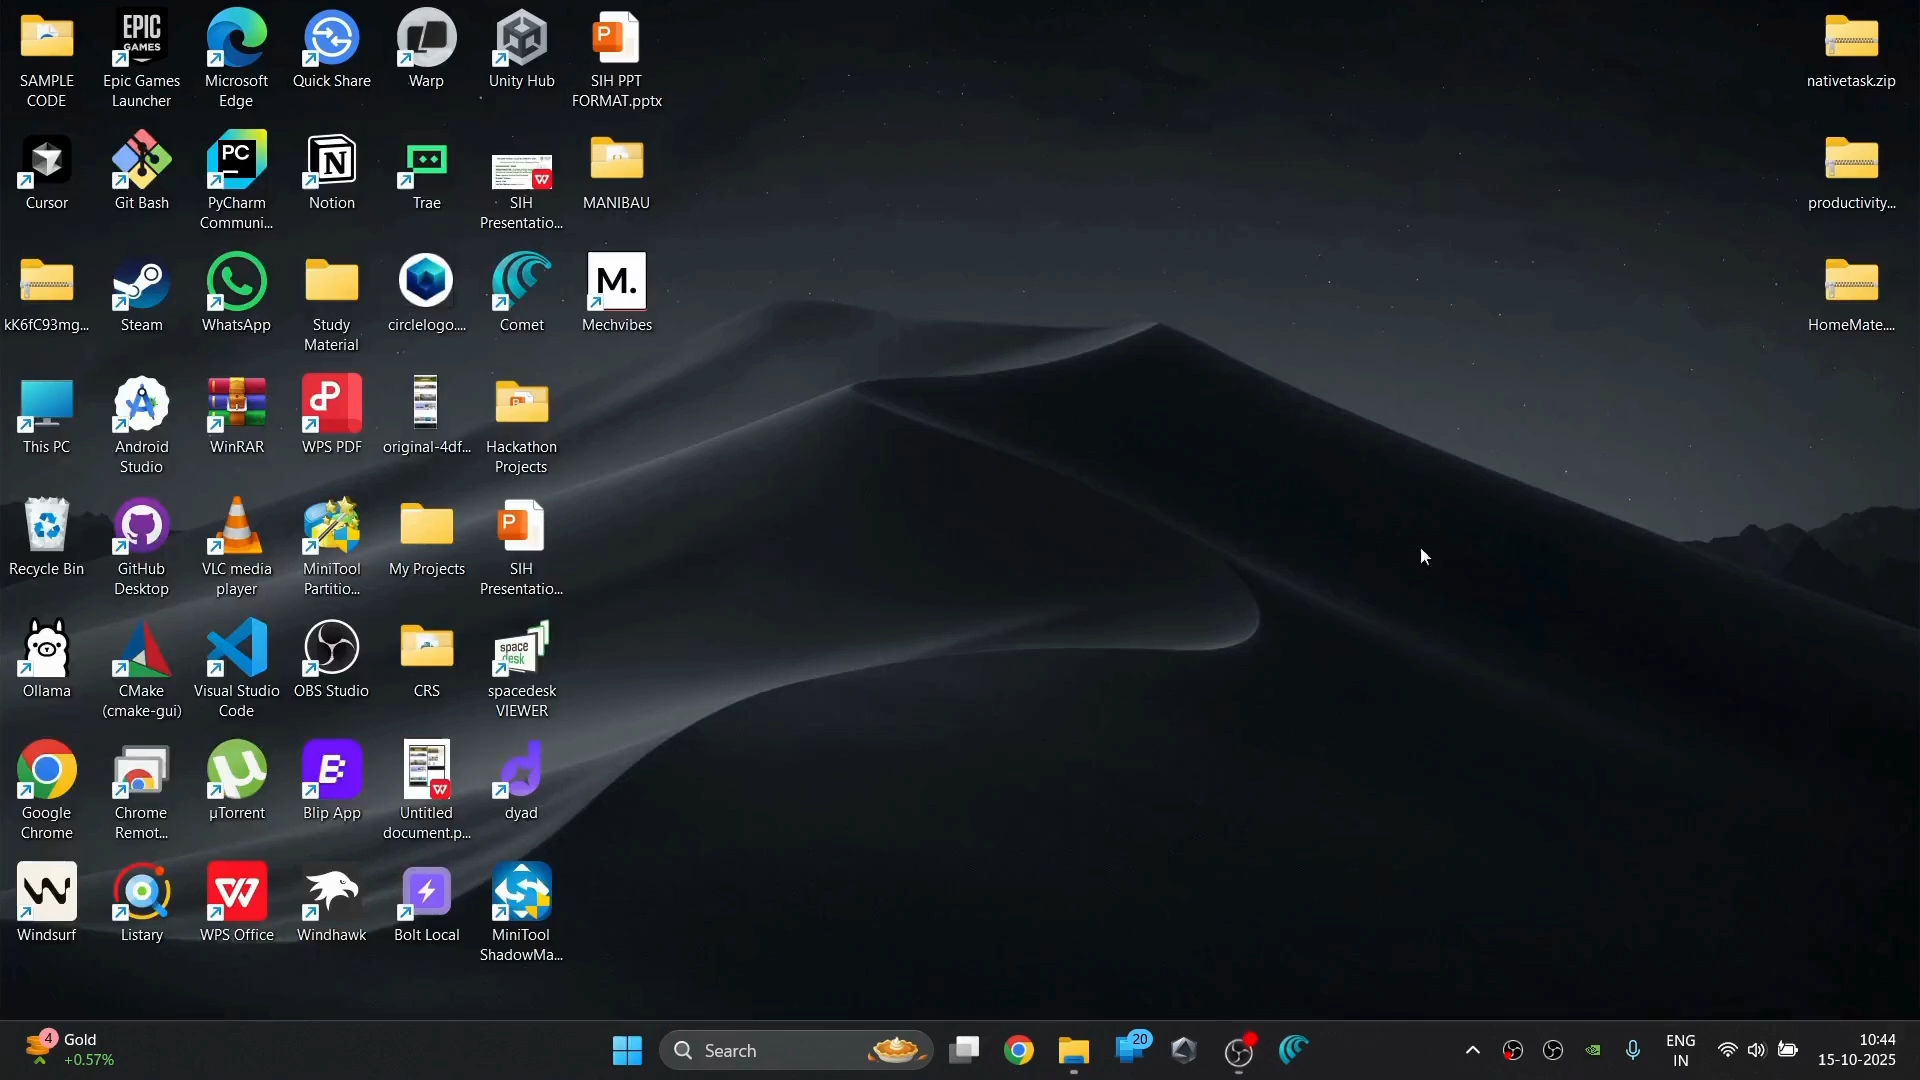 SAMPLE
CODE
EPIC
GAMES
Epic Games
Launcher
Microsoft
Edge
Quick Share
Warp
Unity Hub
P
SIH PPT
FORMAT.pptx
nativetask.zip
Cursor
Git Bash
PC
PyCharm
Communi...
N
Notion
Trae
W
SIH
Presentatio...
MANIBAU
productivity...
kK6fC93mg...
Steam
WhatsApp
Study
Material
circlelogo....
Comet
M.
Mechvibes
HomeMate....
This PC
Android
Studio
WinRAR
WPS PDF
original-4df...
Hackathon
Projects
Recycle Bin
GitHub
Desktop
VLC media
player
MiniTool
Partitio...
My Projects
P
SIH
Presentatio...
Ollama
CMake
(cmake-gui)
Visual Studio
Code
OBS Studio
CRS
space
desk
spacedesk
VIEWER
Google
Chrome
Chrome
Remot...
µ
µTorrent
B
Blip App
W
Untitled
document.p...
d
dyad
W
Windsurf
Listary
W
WPS Office
Windhawk
Bolt Local
MiniTool
ShadowMa...
4
Gold
+0.57%
Search
20
ENG
IN
10:44
15-10-2025